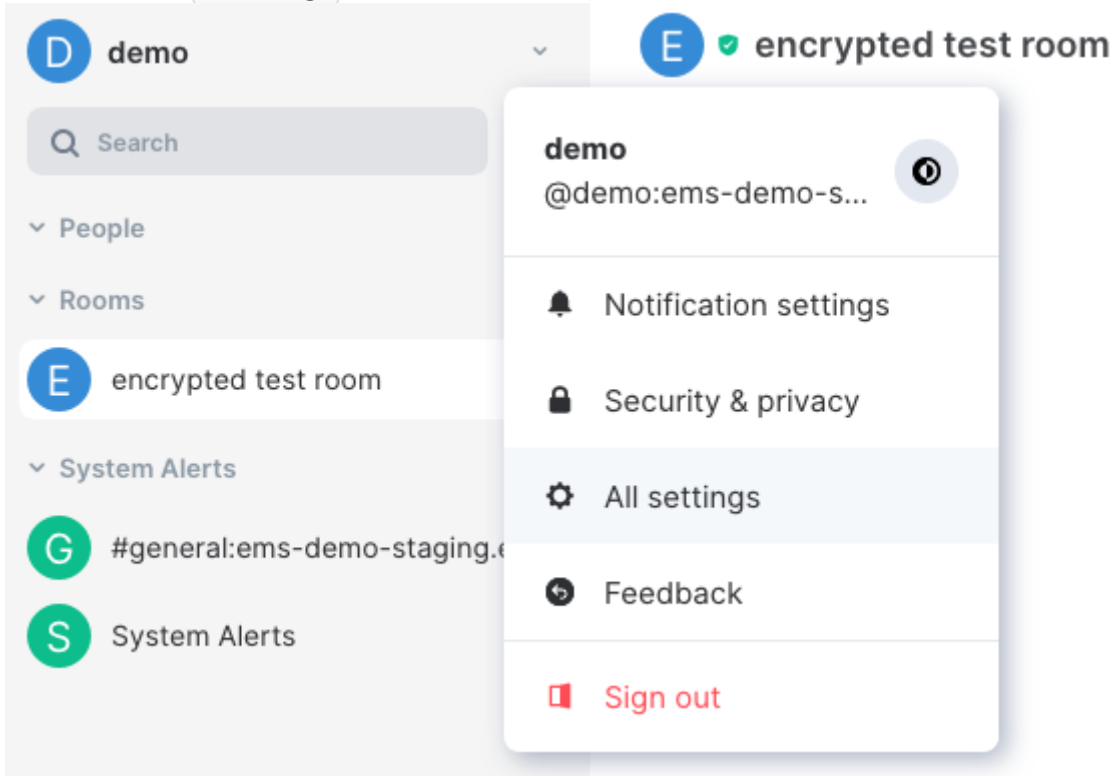 D demo
Search
People
Rooms
E encrypted test room
System Alerts
G #general:ems-demo-staging.
S System Alerts
E encrypted test room
demo
@demo:ems-demo-s...
Notification settings
Security & privacy
All settings
Feedback
Sign out